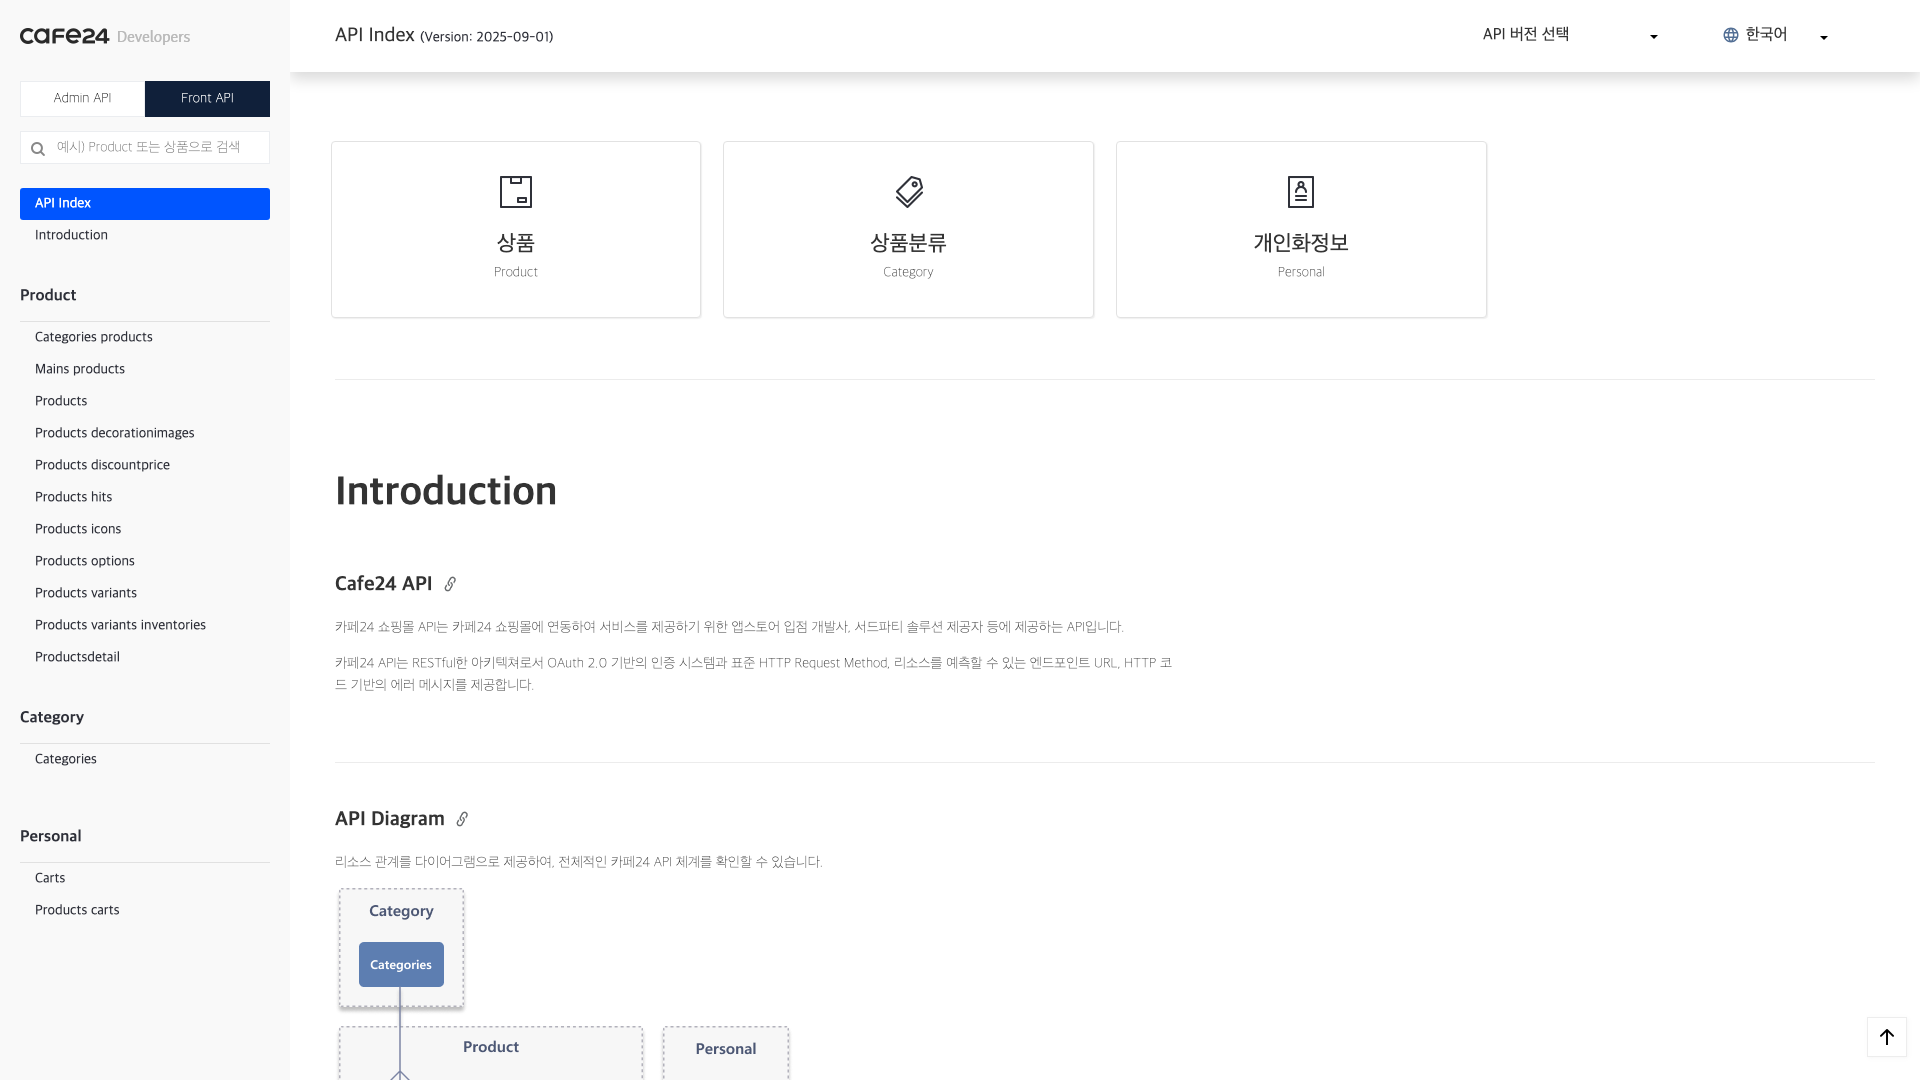 cafe24 Developers
Admin API
Front API
예시) Product 또는 상품으로 검색
API Index
Introduction
Product
Categories products
Mains products
Products
Products decorationimages
Products discountprice
Products hits
Products icons
Products options
Products variants
Products variants inventories
Productsdetail
Category
Categories
Personal
Carts
Products carts
API Index (Version: 2025-09-01)
API 버전 선택
한국어
상품
Product
상품분류
Category
개인화정보
Personal
Introduction
Cafe24 API
카페24 쇼핑몰 API는 카페24 쇼핑몰에 연동하여 서비스를 제공하기 위한 앱스토어 입점 개발사, 서드파티 솔루션 제공자 등에 제공하는 API입니다.
카페24 API는 RESTful한 아키텍쳐로서 OAuth 2.0 기반의 인증 시스템과 표준 HTTP Request Method, 리소스를 예측할 수 있는 엔드포인트 URL, HTTP 코
드 기반의 에러 메시지를 제공합니다.
API Diagram
리소스 관계를 다이어그램으로 제공하여, 전체적인 카페24 API 체계를 확인할 수 있습니다.
Category
Categories
Product
Personal